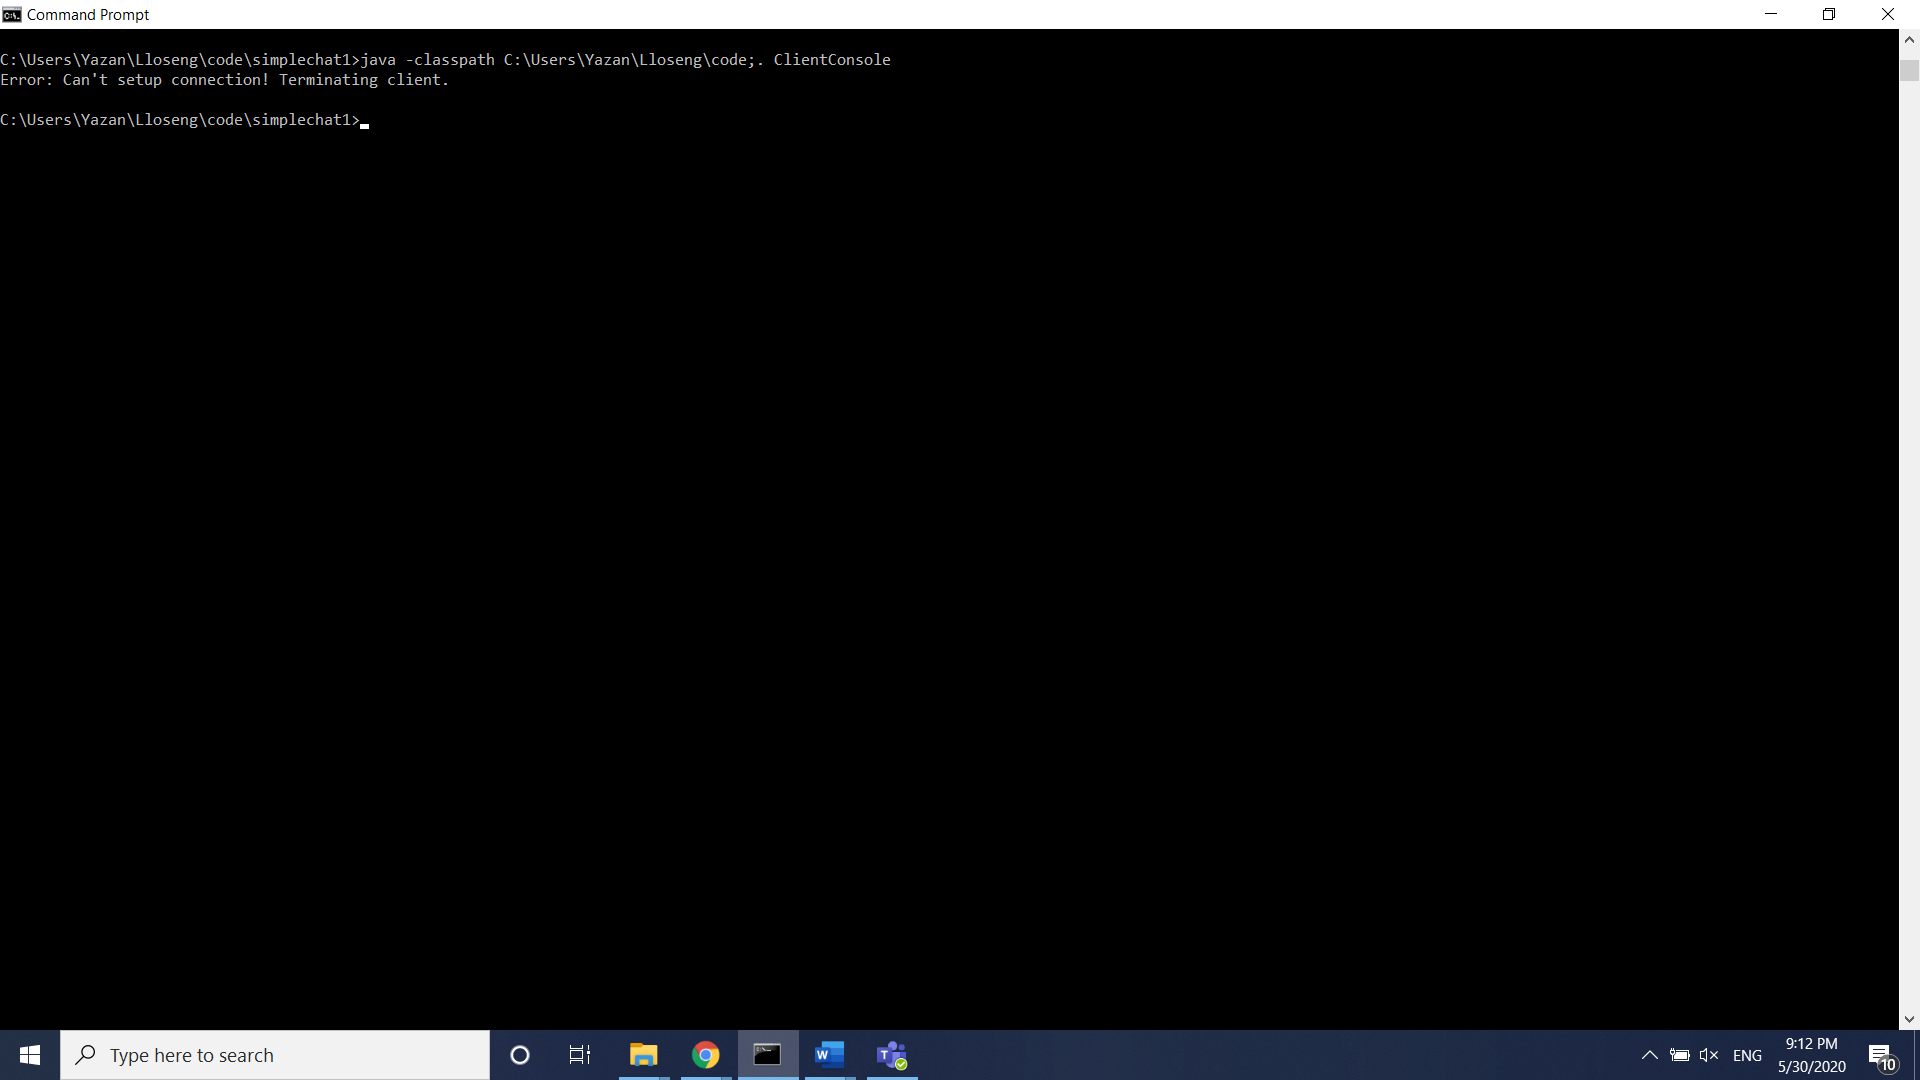 Command Prompt
C:\Users\Yazan\Lloseng\code\simplechat1>java -classpath C:\Users\Yazan\Lloseng\code;. ClientConsole
Error: Can't setup connection! Terminating client.
C:\Users\Yazan\Lloseng\code\simplechat1>
Type here to search
ENG
9:12 PM
5/30/2020
10